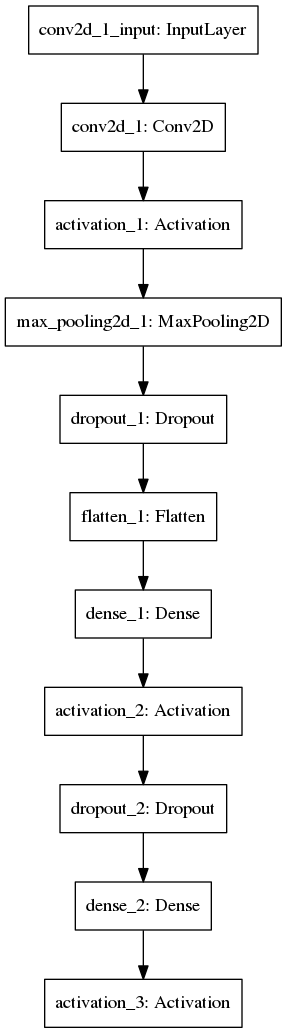 conv2d_1_input: InputLayer
conv2d_1: Conv2D
activation_1: Activation
max_pooling2d_1: MaxPooling2D
dropout_1: Dropout
flatten_1: Flatten
dense_1: Dense
activation_2: Activation
dropout_2: Dropout
dense_2: Dense
activation_3: Activation